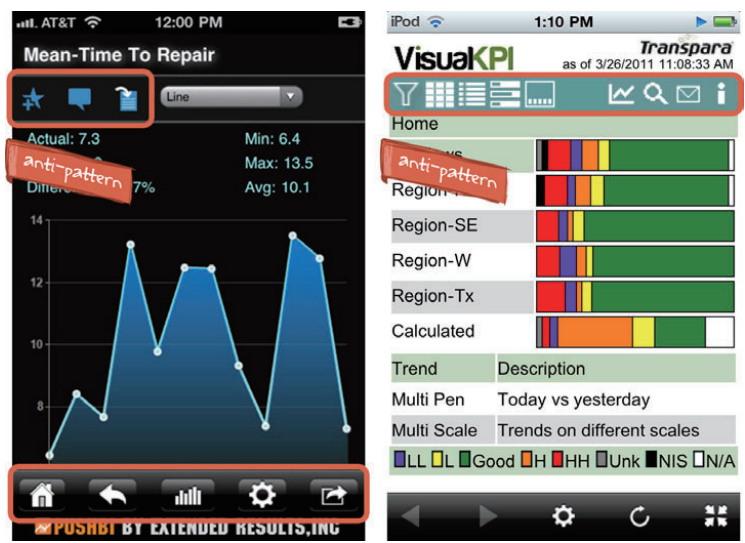 AT&T 12:00 PM
Mean-Time To Repair
Line
Actual: 7.3
Min: 6.4
Max: 13.5
7%
Avg: 10.1
anti-pattern
14
12
10
8
PUSHBI BY EXTENDED RESULTS,INC
iPod 1:10 PM
VisualKPI
Transpara
as of 3/26/2011 11:08:33 AM
Home
anti-pattern
Region-SE
Region-W
Region-Tx
Calculated
Trend Description
Multi Pen Today vs yesterday
Multi Scale Trends on different scales
LL L Good H HH Unk NIS N/A